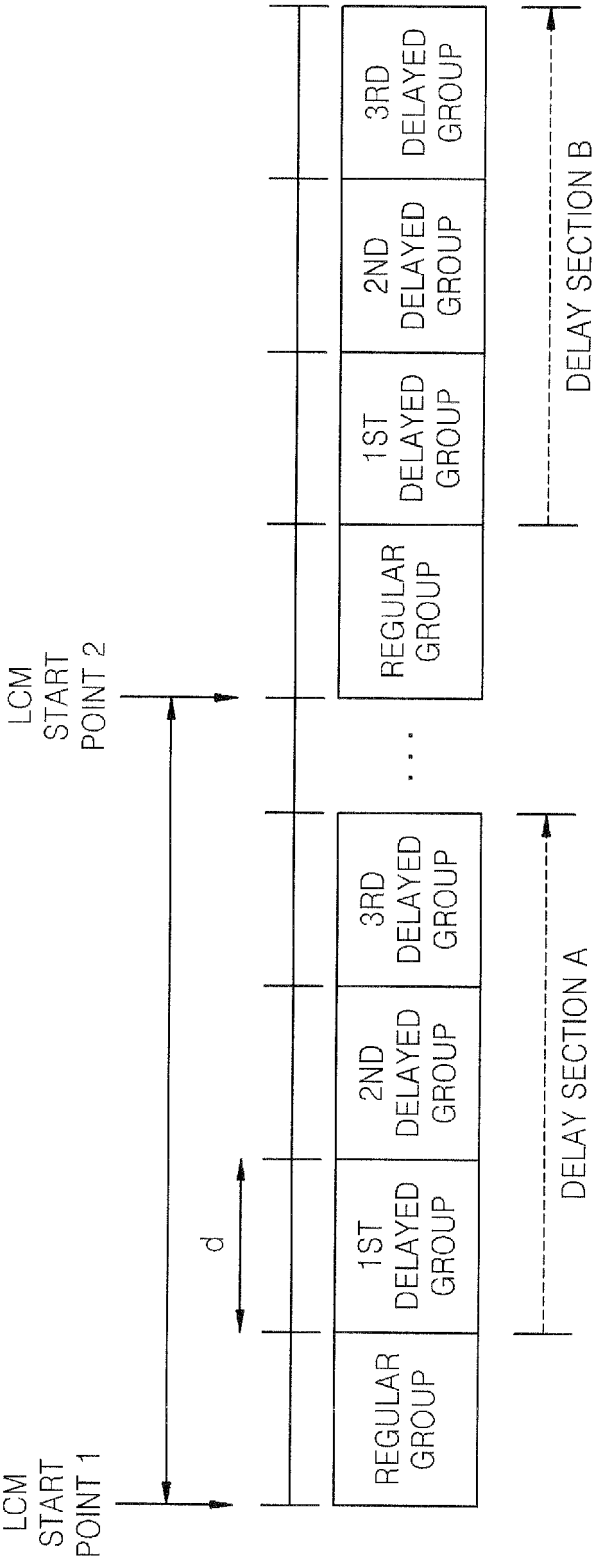 LCM
START
POINT 1
LCM
START
POINT 2
d
REGULAR
GROUP
1ST
DELAYED
GROUP
2ND
DELAYED
GROUP
3RD
DELAYED
GROUP
...
REGULAR
GROUP
1ST
DELAYED
GROUP
2ND
DELAYED
GROUP
3RD
DELAYED
GROUP
DELAY SECTION A
DELAY SECTION B